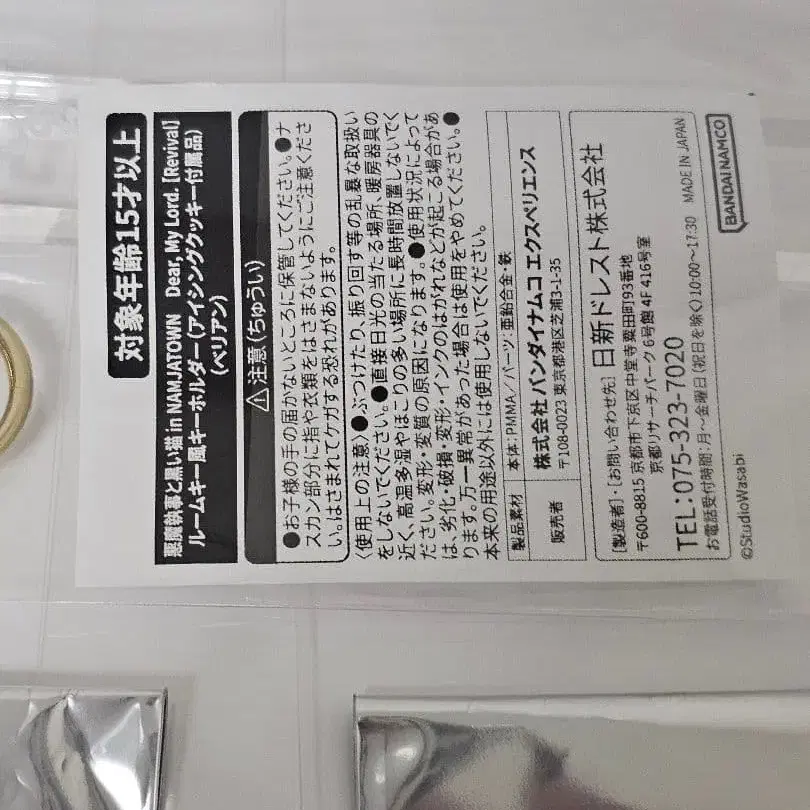 対象年齢15才以上
悪魔執事と黒い猫 in NAMJATOWN Dear, My Lord. [Revival]
ルームキー風キーホルダー(アイシングクッキー付属品)
(ベリアン)
⚠注意(ちゅうい)
●お子様の手の届かないところに保管してください。●ナ
スカン部分に指や衣類をはさまないようにご注意くださ
い。はさまれてケガする恐れがあります。
〈使用上の注意〉●ぶつけたり、振り回す等の乱暴な取扱い
をしないでください。●直接日光の当たる場所、暖房器具の
近く、高温多湿やほこりの多い場所に長時間放置しないでく
ださい。変形・変質の原因になります。●使用状況によって
は、劣化・破損・変形・インクのはがれなどが起こる場合があ
ります。万一異常があった場合は使用をやめてください。●
本来の用途以外には使用しないでください。
製品素材 本体:PMMA/パーツ:亜鉛合金・鉄
販売者 株式会社バンダイナムコ エクスペリエンス
〒108-0023 東京都港区芝浦3-1-35
[製造者]・[お問い合わせ先] 日新ドレスト株式会社
〒600-8815 京都市下京区中堂寺粟田町93番地
京都リサーチパーク 6号館 4F 416号室
TEL:075-323-7020
お電話受付時間:月～金曜日(祝日を除く)10:00～17:30 MADE IN JAPAN
©StudioWasabi
BANDAI NAMCO